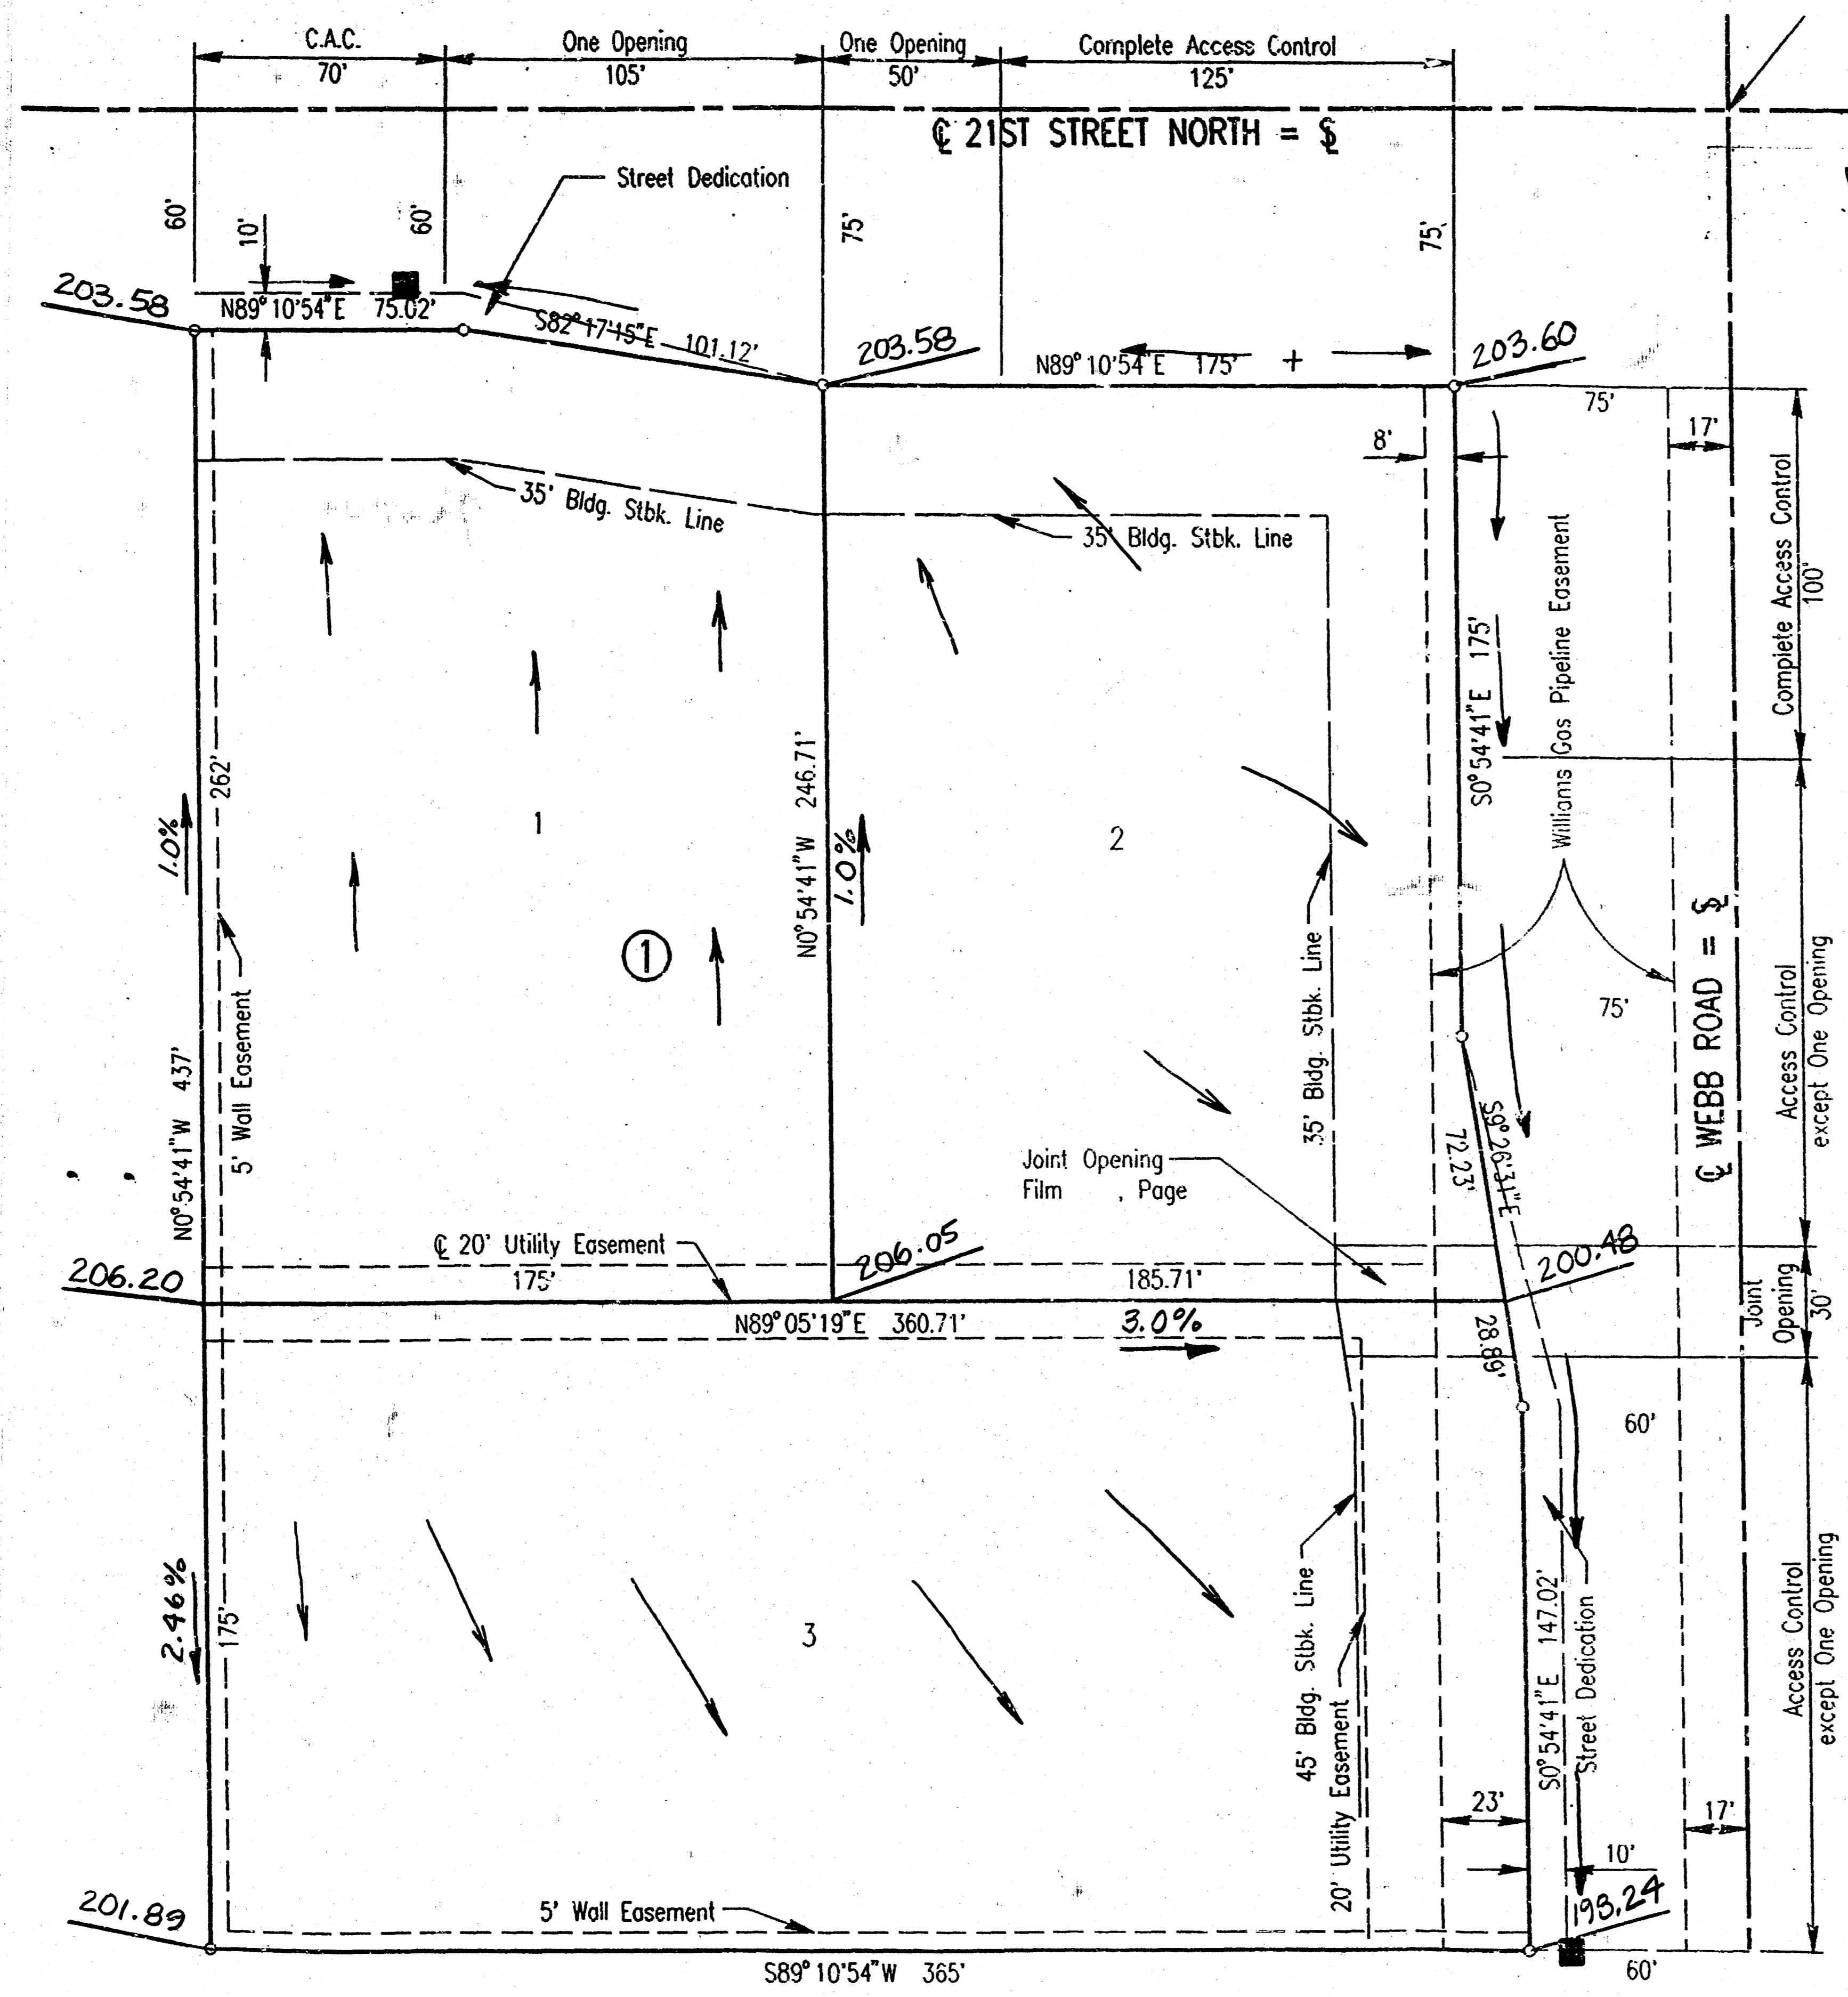 C.A.C.
70'
One Opening
105'
One Opening
50'
Complete Access Control
125'
℄ 21ST STREET NORTH = §
Street Dedication
60'
10'
60'
75'
75'
203.58
N89°10'54"E 75.02'
S82°17'15"E 101.12'
203.58
N89°10'54"E 175' +
203.60
75'
17'
8'
35' Bldg. Stbk. Line
35' Bldg. Stbk. Line
Complete Access Control
100'
S0°54'41"E 175'
Williams Gas Pipeline Easement
262'
1.0%
1
N0°54'41"W 246.71'
1.0%
2
35' Bldg. Stbk. Line
①
5' Wall Easement
N0°54'41"W 437'
75'
℄ WEBB ROAD = §
Access Control
except One Opening
S9°26'31"E
72.23'
Joint Opening
Film , Page
℄ 20' Utility Easement
206.20
175'
206.05
185.71'
200.48
N89°05'19"E 360.71'
3.0%
28.89'
Joint
Opening
30'
60'
2.46%
175'
3
45' Bldg. Stbk. Line
20' Utility Easement
S0°54'41"E 147.02'
Street Dedication
Access Control
except One Opening
23'
17'
10'
201.89
5' Wall Easement
198.24
S89°10'54"W 365'
60'